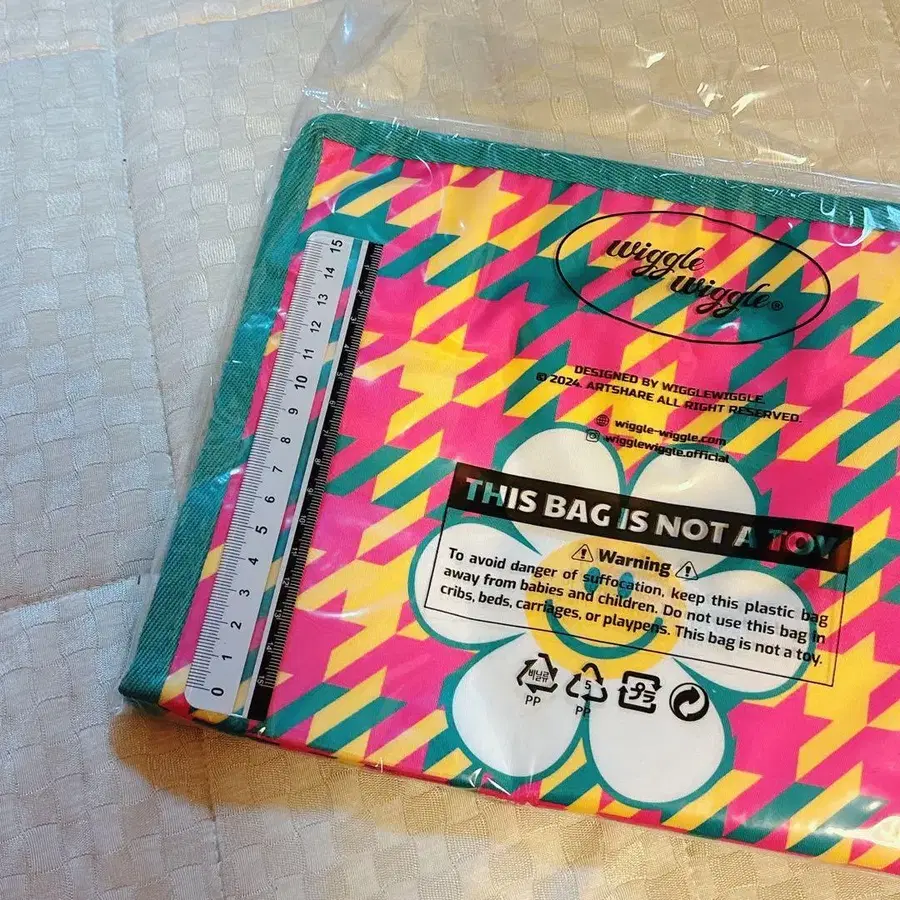 wiggle
wiggle®
DESIGNED BY WIGGLEWIGGLE.
© 2024. ARTSHARE ALL RIGHT RESERVED.
wiggle-wiggle.com
wigglewiggle.official
THIS BAG IS NOT A TOY
Warning
To avoid danger of suffocation, keep this plastic bag
away from babies and children. Do not use this bag in
cribs, beds, carriages, or playpens. This bag is not a toy.
비닐류
PP
5
PP
プラ
0 1 2 3 4 5 6 7 8 9 10 11 12 13 14 15